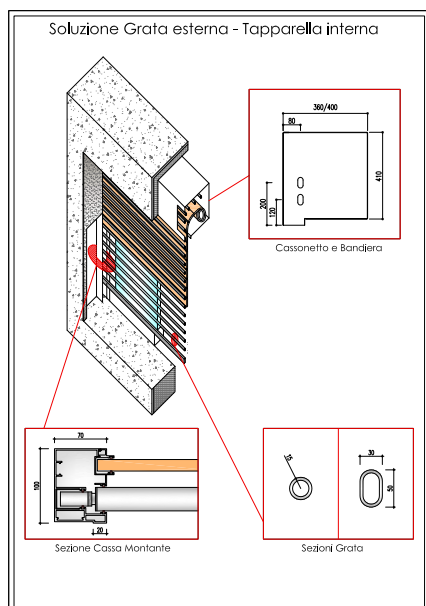 Soluzione Grata esterna - Tapparella interna
360/400
80
410
200
120
Cassonetto e Bandiera
70
100
20
Sezione Cassa Montante
15
30
50
Sezioni Grata